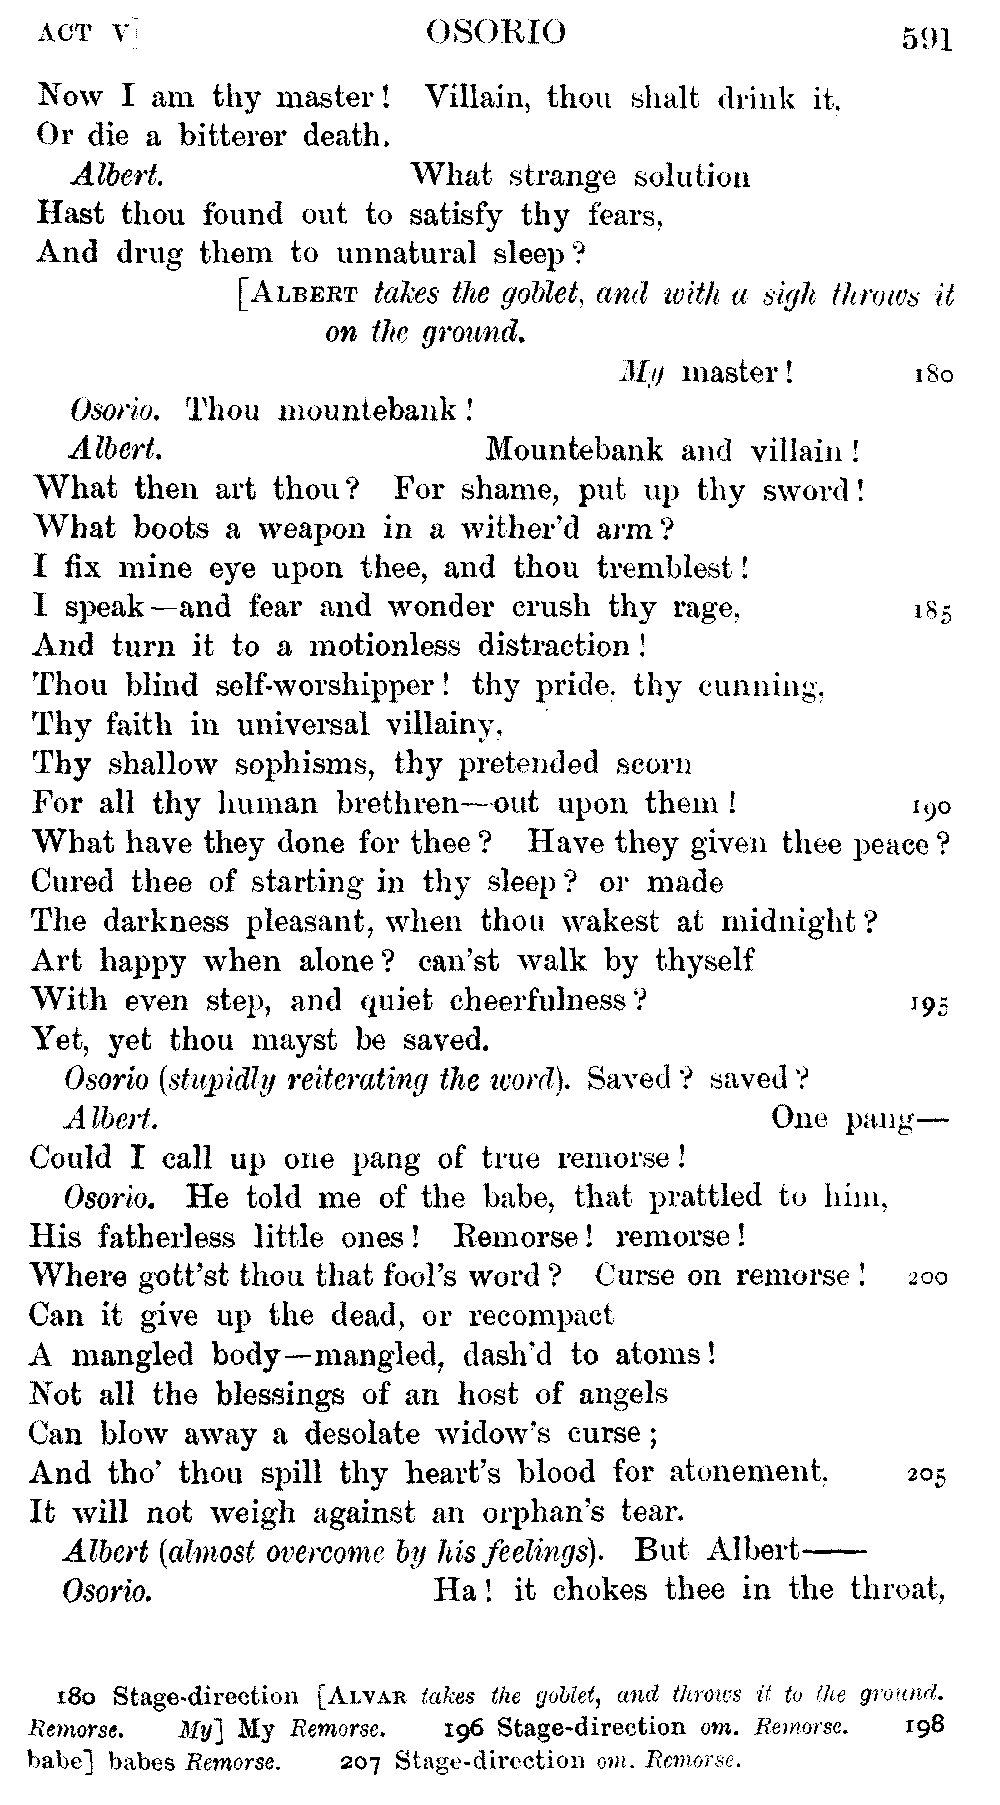 ACT V] OSORIO 591
Now I am thy master! Villain, thou shalt drink it,
Or die a bitterer death.
Albert. What strange solution
Hast thou found out to satisfy thy fears,
And drug them to unnatural sleep?
[ALBERT takes the goblet, and with a sigh throws it
on the ground.
My master! 180
Osorio. Thou mountebank!
Albert. Mountebank and villain!
What then art thou? For shame, put up thy sword!
What boots a weapon in a wither'd arm?
I fix mine eye upon thee, and thou tremblest!
I speak—and fear and wonder crush thy rage, 185
And turn it to a motionless distraction!
Thou blind self-worshipper! thy pride, thy cunning,
Thy faith in universal villainy,
Thy shallow sophisms, thy pretended scorn
For all thy human brethren—out upon them! 190
What have they done for thee? Have they given thee peace?
Cured thee of starting in thy sleep? or made
The darkness pleasant, when thou wakest at midnight?
Art happy when alone? can'st walk by thyself
With even step, and quiet cheerfulness? 195
Yet, yet thou mayst be saved.
Osorio (stupidly reiterating the word). Saved? saved?
Albert. One pang—
Could I call up one pang of true remorse!
Osorio. He told me of the babe, that prattled to him,
His fatherless little ones! Remorse! remorse!
Where gott'st thou that fool's word? Curse on remorse! 200
Can it give up the dead, or recompact
A mangled body—mangled, dash'd to atoms!
Not all the blessings of an host of angels
Can blow away a desolate widow's curse;
And tho' thou spill thy heart's blood for atonement, 205
It will not weigh against an orphan's tear.
Albert (almost overcome by his feelings). But Albert——
Osorio. Ha! it chokes thee in the throat,
180 Stage-direction [ALVAR takes the goblet, and throws it to the ground.
Remorse. My] My Remorse. 196 Stage-direction om. Remorse. 198
babe] babes Remorse. 207 Stage-direction om. Remorse.